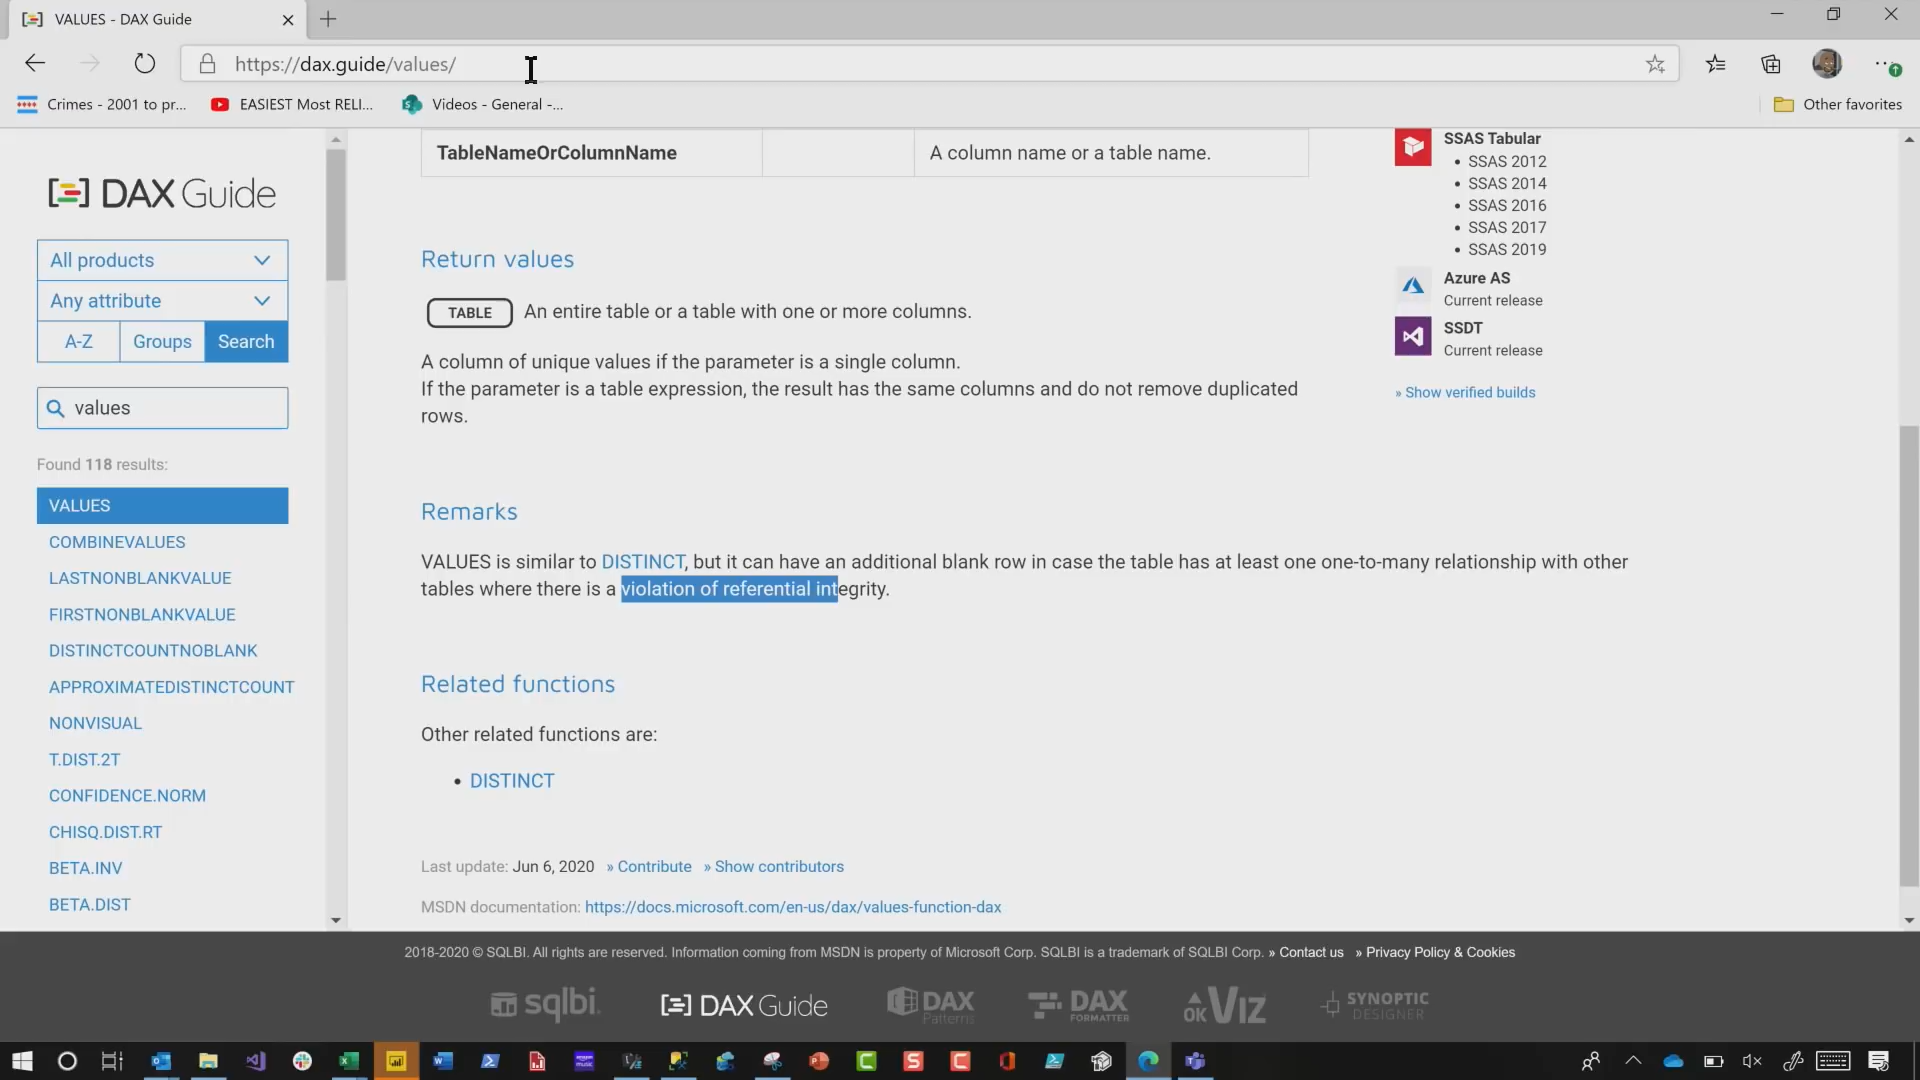 VALUES - DAX Guide
https://dax.guide/values/
Crimes - 2001 to pr...
EASIEST Most RELI...
Videos - General -...
Other favorites
DAX Guide
All products
Any attribute
A-Z
Groups
Search
values
Found 118 results:
VALUES
COMBINEVALUES
LASTNONBLANKVALUE
FIRSTNONBLANKVALUE
DISTINCTCOUNTNOBLANK
APPROXIMATEDISTINCTCOUNT
NONVISUAL
T.DIST.2T
CONFIDENCE.NORM
CHISQ.DIST.RT
BETA.INV
BETA.DIST
TableNameOrColumnName
A column name or a table name.
Return values
TABLE An entire table or a table with one or more columns.
A column of unique values if the parameter is a single column.
If the parameter is a table expression, the result has the same columns and do not remove duplicated
rows.
Remarks
VALUES is similar to DISTINCT, but it can have an additional blank row in case the table has at least one one-to-many relationship with other
tables where there is a violation of referential integrity.
Related functions
Other related functions are:
• DISTINCT
Last update: Jun 6, 2020 » Contribute » Show contributors
MSDN documentation: https://docs.microsoft.com/en-us/dax/values-function-dax
SSAS Tabular
• SSAS 2012
• SSAS 2014
• SSAS 2016
• SSAS 2017
• SSAS 2019
Azure AS
Current release
SSDT
Current release
» Show verified builds
2018-2020 © SQLBI. All rights are reserved. Information coming from MSDN is property of Microsoft Corp. SQLBI is a trademark of SQLBI Corp. » Contact us » Privacy Policy & Cookies
sqlbi
DAX Guide
DAX Patterns
DAX FORMATTER
OK VIZ
SYNOPTIC DESIGNER